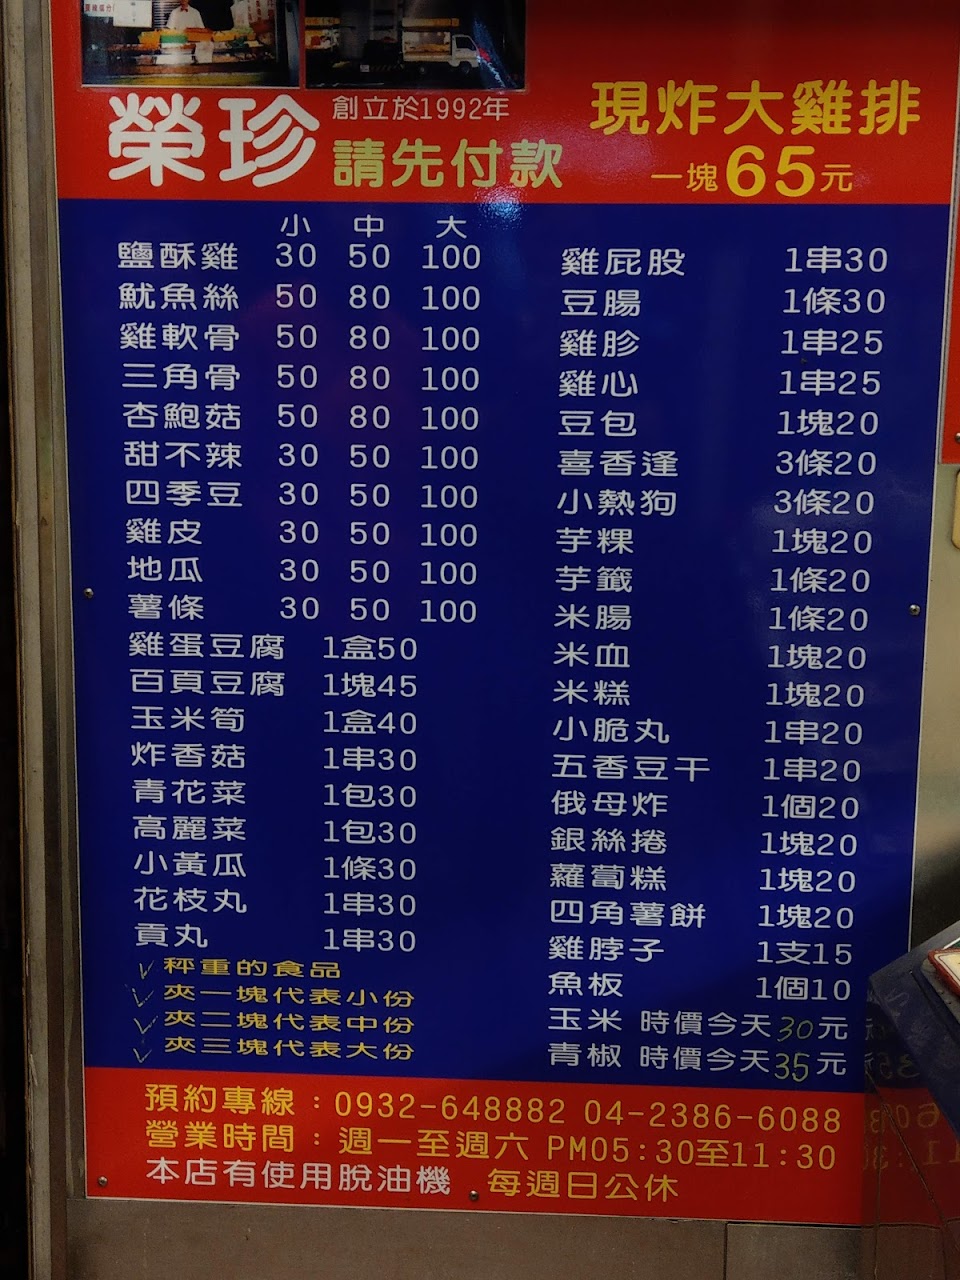 榮珍 創立於1992年
請先付款
現炸大雞排
一塊65元
小 中 大
鹽酥雞 30 50 100
魷魚絲 50 80 100
雞軟骨 50 80 100
三角骨 50 80 100
杏鮑菇 50 80 100
甜不辣 30 50 100
四季豆 30 50 100
雞皮 30 50 100
地瓜 30 50 100
薯條 30 50 100
雞蛋豆腐 1盒50
百頁豆腐 1塊45
玉米筍 1盒40
炸香菇 1串30
青花菜 1包30
高麗菜 1包30
小黃瓜 1條30
花枝丸 1串30
貢丸 1串30
✓秤重的食品
✓夾一塊代表小份
✓夾二塊代表中份
✓夾三塊代表大份
雞屁股 1串30
豆腸 1條30
雞胗 1串25
雞心 1串25
豆包 1塊20
喜香逢 3條20
小熱狗 3條20
芋粿 1塊20
芋籤 1條20
米腸 1條20
米血 1塊20
米糕 1塊20
小脆丸 1串20
五香豆干 1串20
俄母炸 1個20
銀絲捲 1塊20
蘿蔔糕 1塊20
四角薯餅 1塊20
雞脖子 1支15
魚板 1個10
玉米 時價今天30元
青椒 時價今天35元
預約專線：0932-648882 04-2386-6088
營業時間：週一至週六 PM05:30至11:30
本店有使用脫油機 每週日公休